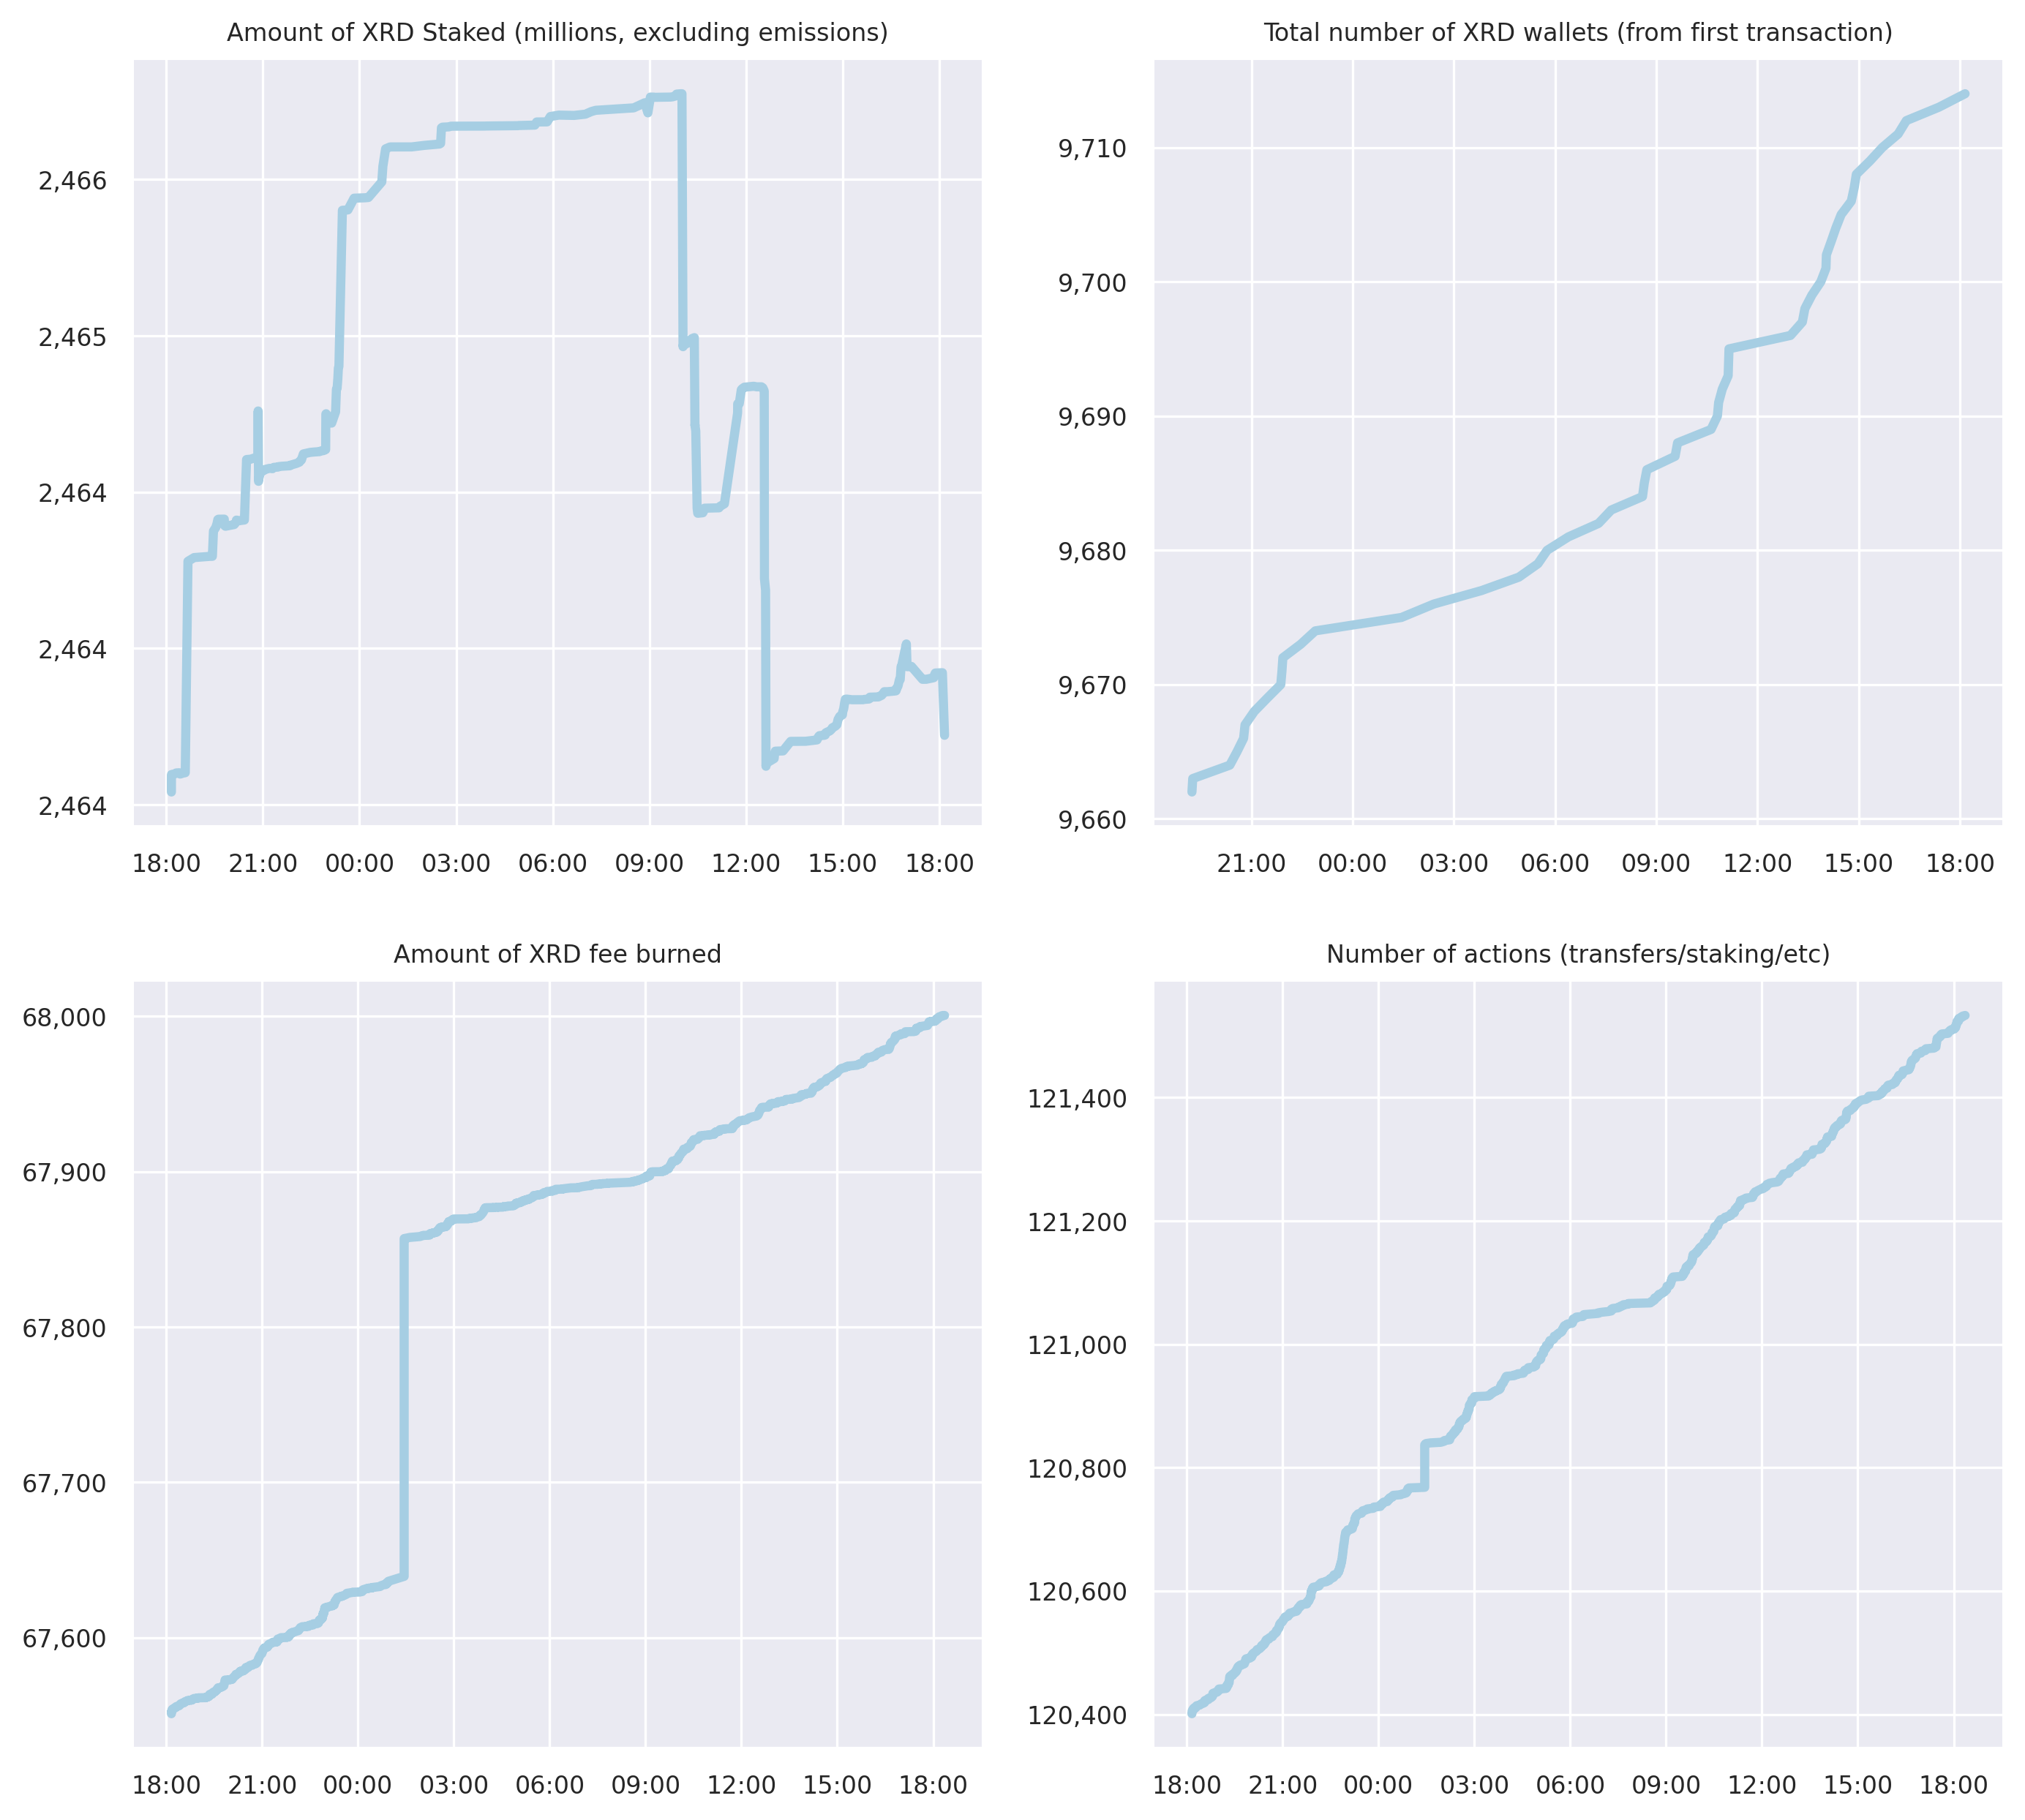 Amount of XRD Staked (millions, excluding emissions)
2,466
2,465
2,464
2,464
2,464
18:00 21:00 00:00 03:00 06:00 09:00 12:00 15:00 18:00
Total number of XRD wallets (from first transaction)
9,710
9,700
9,690
9,680
9,670
9,660
21:00 00:00 03:00 06:00 09:00 12:00 15:00 18:00
Amount of XRD fee burned
68,000
67,900
67,800
67,700
67,600
18:00 21:00 00:00 03:00 06:00 09:00 12:00 15:00 18:00
Number of actions (transfers/staking/etc)
121,400
121,200
121,000
120,800
120,600
120,400
18:00 21:00 00:00 03:00 06:00 09:00 12:00 15:00 18:00